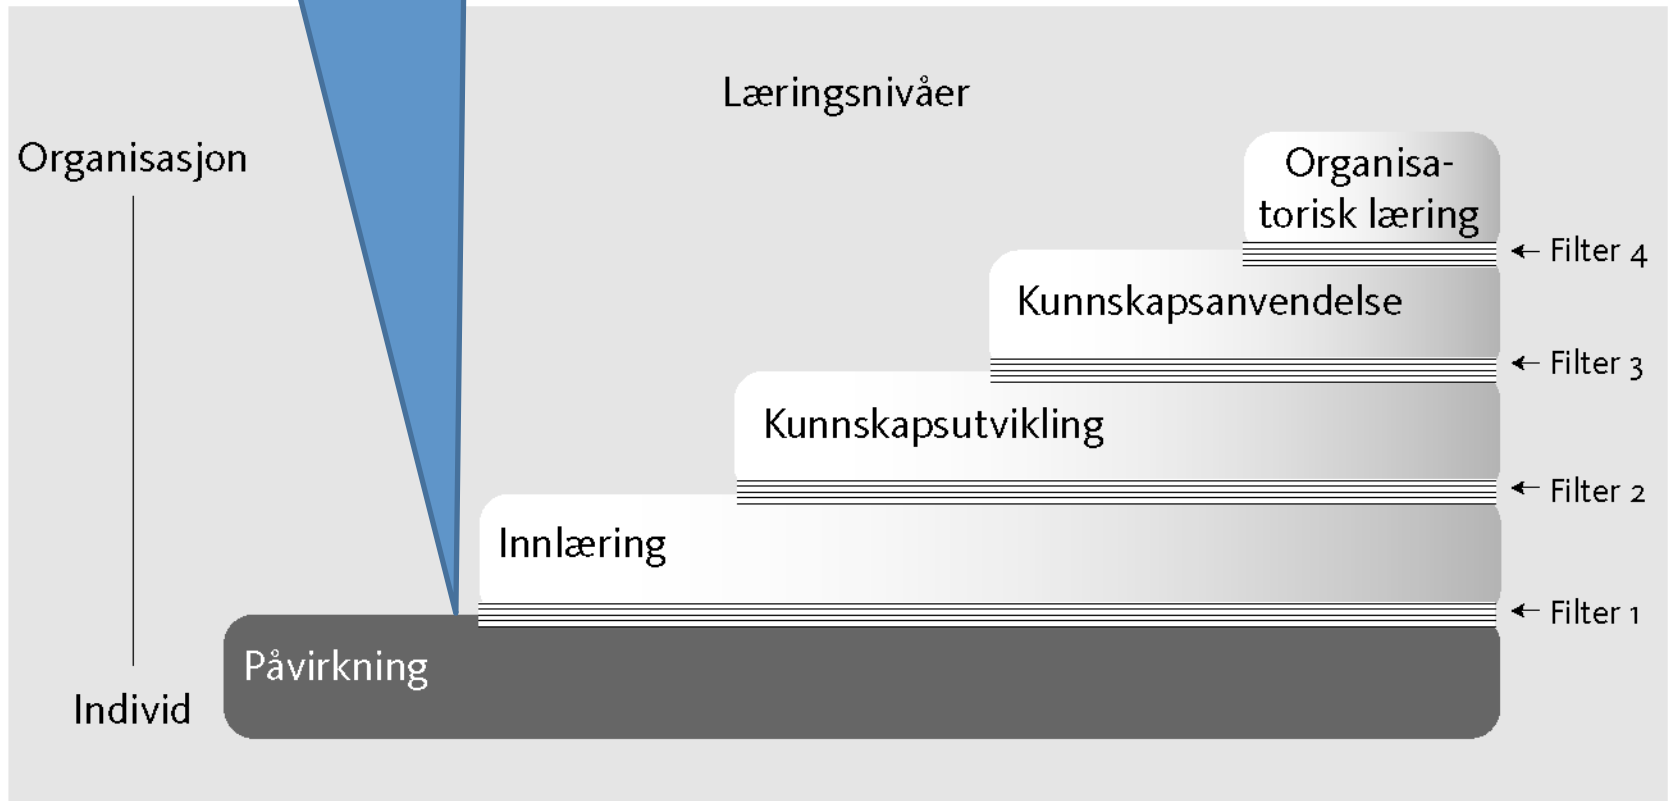 Læringsnivåer
Organisasjon
Organisa-
torisk læring
Filter 4
Kunnskapsanvendelse
Filter 3
Kunnskapsutvikling
Filter 2
Innlæring
Filter 1
Påvirkning
Individ